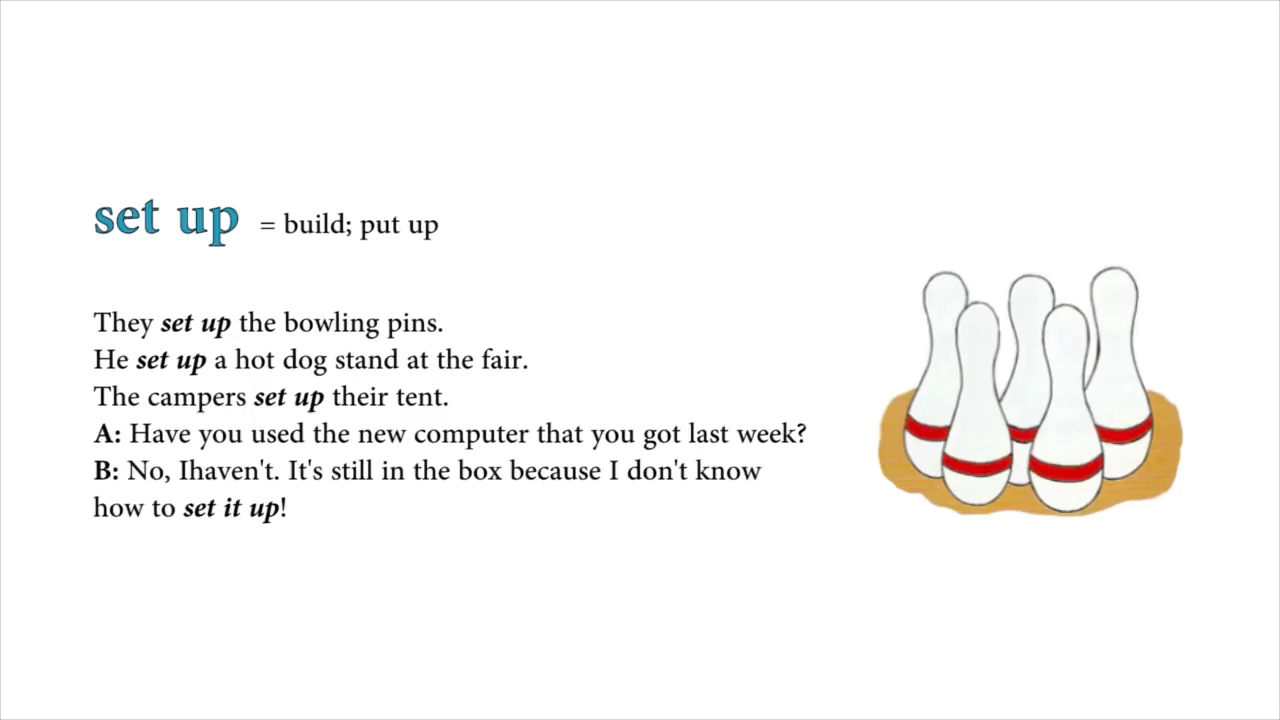 set up = build; put up
They set up the bowling pins.
He set up a hot dog stand at the fair.
The campers set up their tent.
A: Have you used the new computer that you got last week?
B: No, Ihaven't. It's still in the box because I don't know
how to set it up!